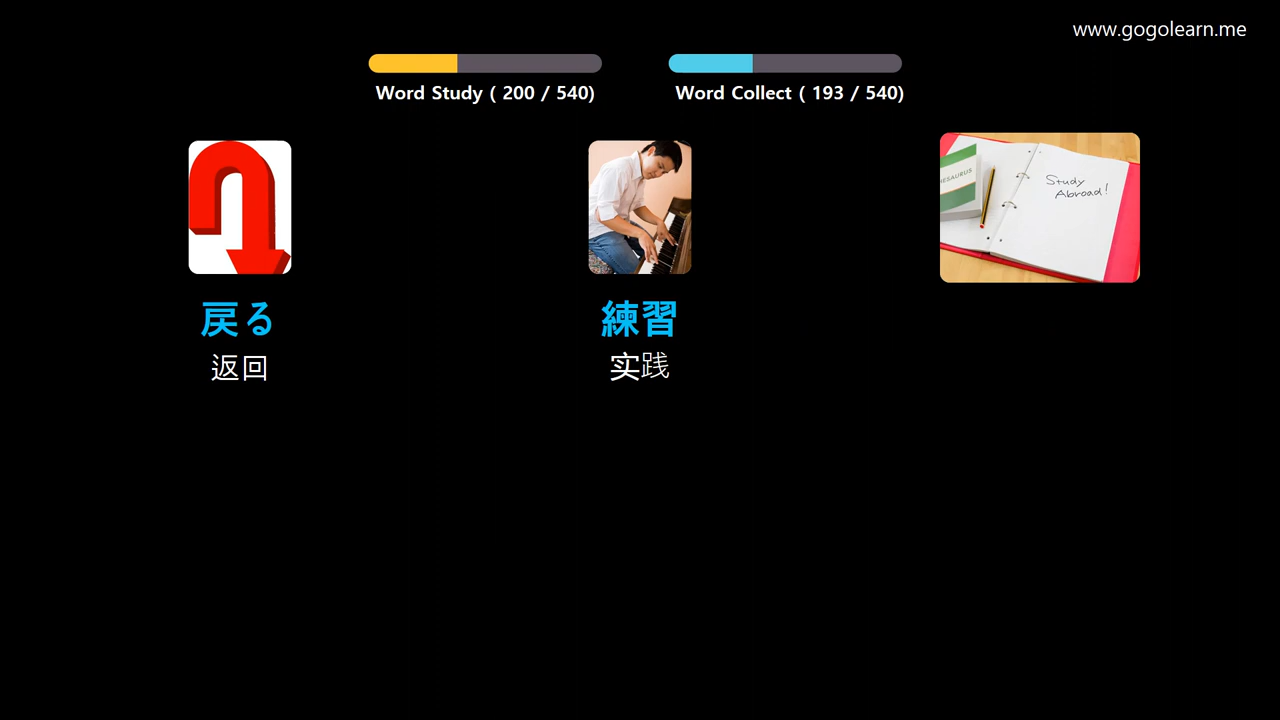 www.gogolearn.me
Word Study ( 200 / 540)
Word Collect ( 193 / 540)
戻る
返回
練習
实践
HESAURUS
Study
Abroad!